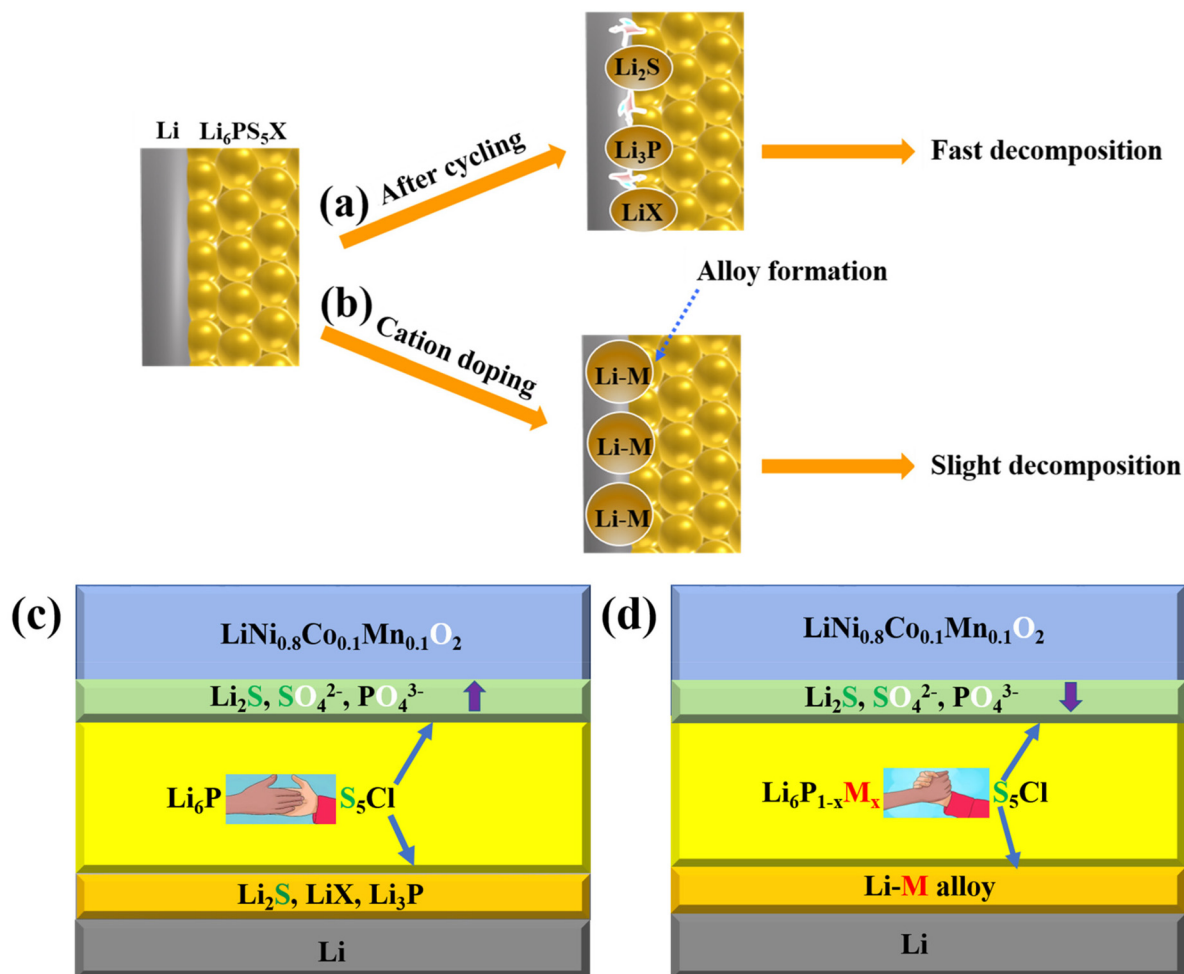 Li Li₆PS₅X
(a) After cycling
Li₂S
Li₃P
LiX
Fast decomposition
Alloy formation
(b) Cation doping
Li-M
Li-M
Li-M
Slight decomposition
(c)
LiNi₀.₈Co₀.₁Mn₀.₁O₂
Li₂S, SO₄²⁻, PO₄³⁻
Li₆P S₅Cl
Li₂S, LiX, Li₃P
Li
(d)
LiNi₀.₈Co₀.₁Mn₀.₁O₂
Li₂S, SO₄²⁻, PO₄³⁻
Li₆P₁₋ₓMₓ S₅Cl
Li-M alloy
Li